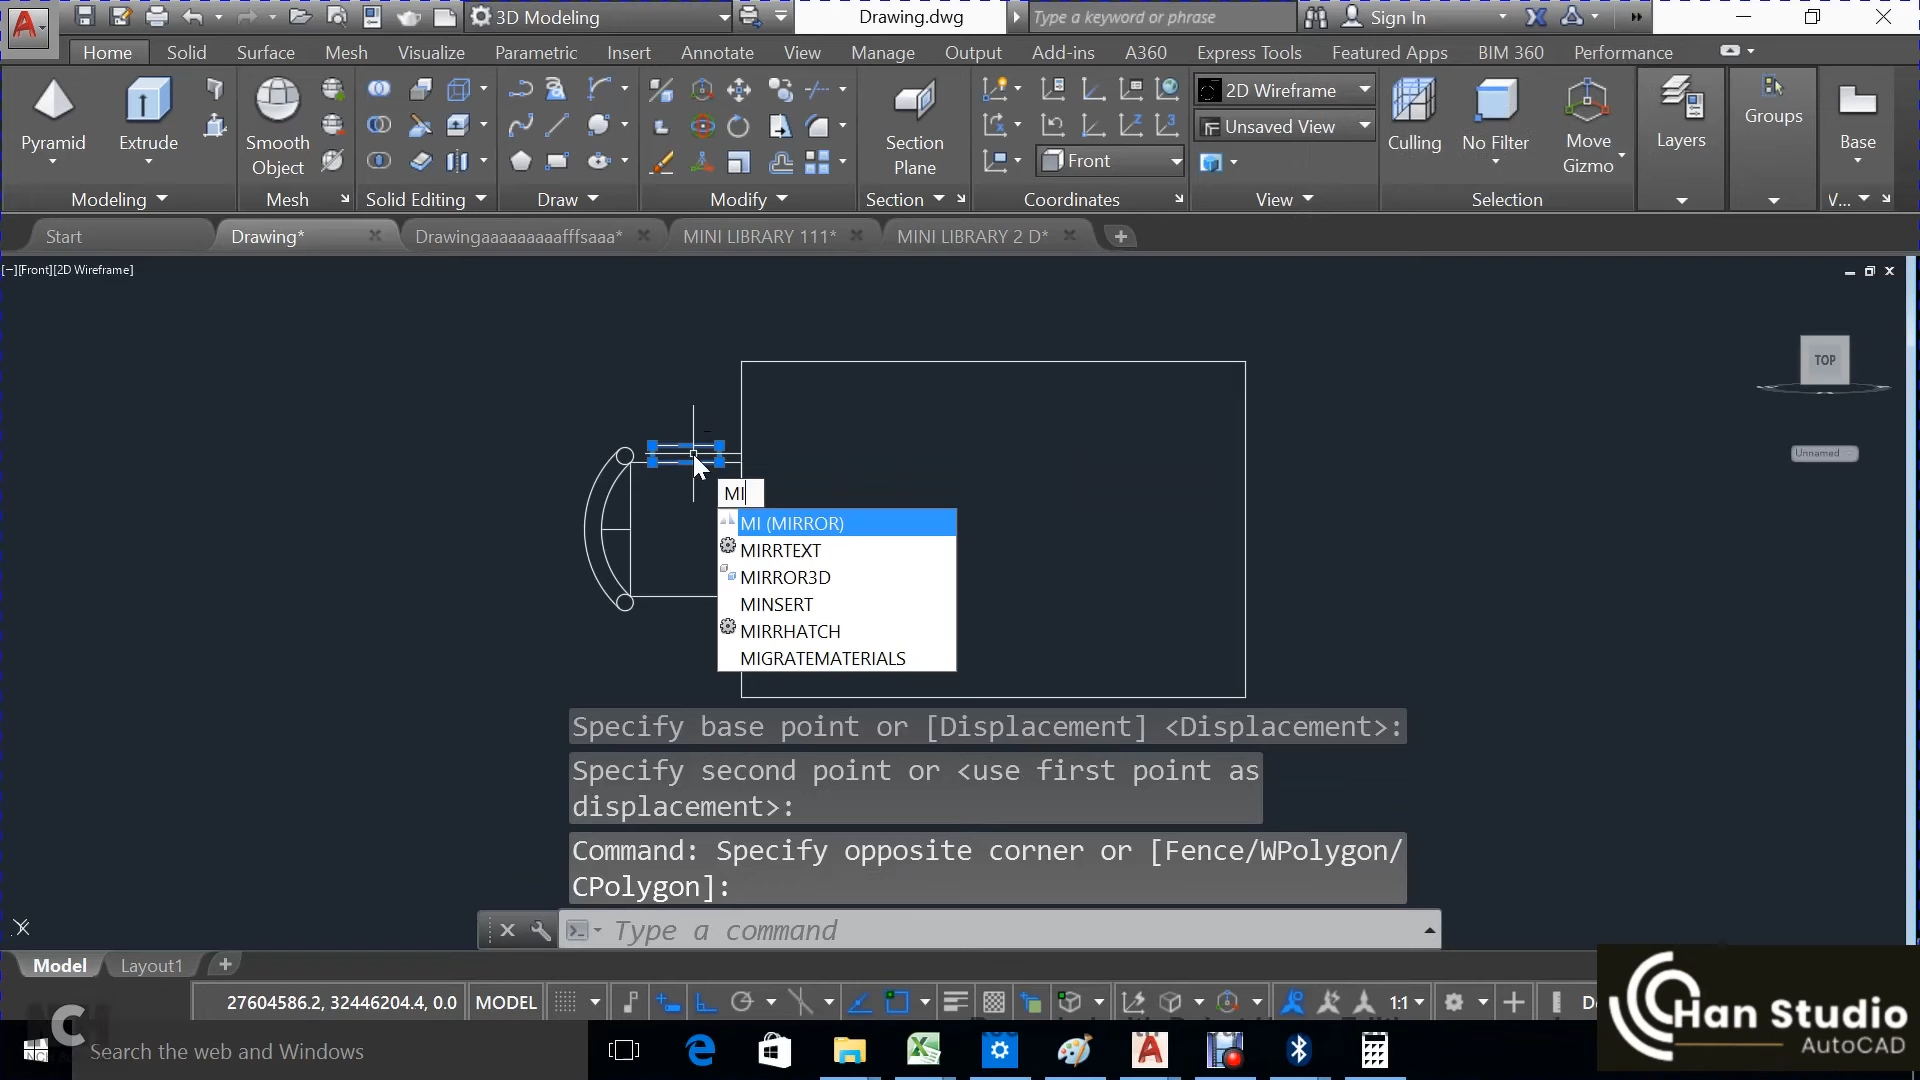 3D Modeling
Drawing.dwg
Type a keyword or phrase
Sign In
Home Solid Surface Mesh Visualize Parametric Insert Annotate View Manage Output Add-ins A360 Express Tools Featured Apps BIM 360 Performance
Pyramid
Extrude
Smooth
Object
Section
Plane
Front
2D Wireframe
Unsaved View
Culling
No Filter
Move
Gizmo
Layers
Groups
Base
Modeling
Mesh
Solid Editing
Draw
Modify
Section
Coordinates
View
Selection
V...
Start
Drawing*
Drawingaaaaaaaaafffsaaa*
MINI LIBRARY 111*
MINI LIBRARY 2 D*
[−][Front][2D Wireframe]
TOP
Unnamed
MI
MI (MIRROR)
MIRRTEXT
MIRROR3D
MINSERT
MIRRHATCH
MIGRATEMATERIALS
Specify base point or [Displacement] <Displacement>:
Specify second point or <use first point as
displacement>:
Command: Specify opposite corner or [Fence/WPolygon/
CPolygon]:
Type a command
Model
Layout1
27604586.2, 32446204.4, 0.0
MODEL
1:1
Han Studio
AutoCAD
Search the web and Windows